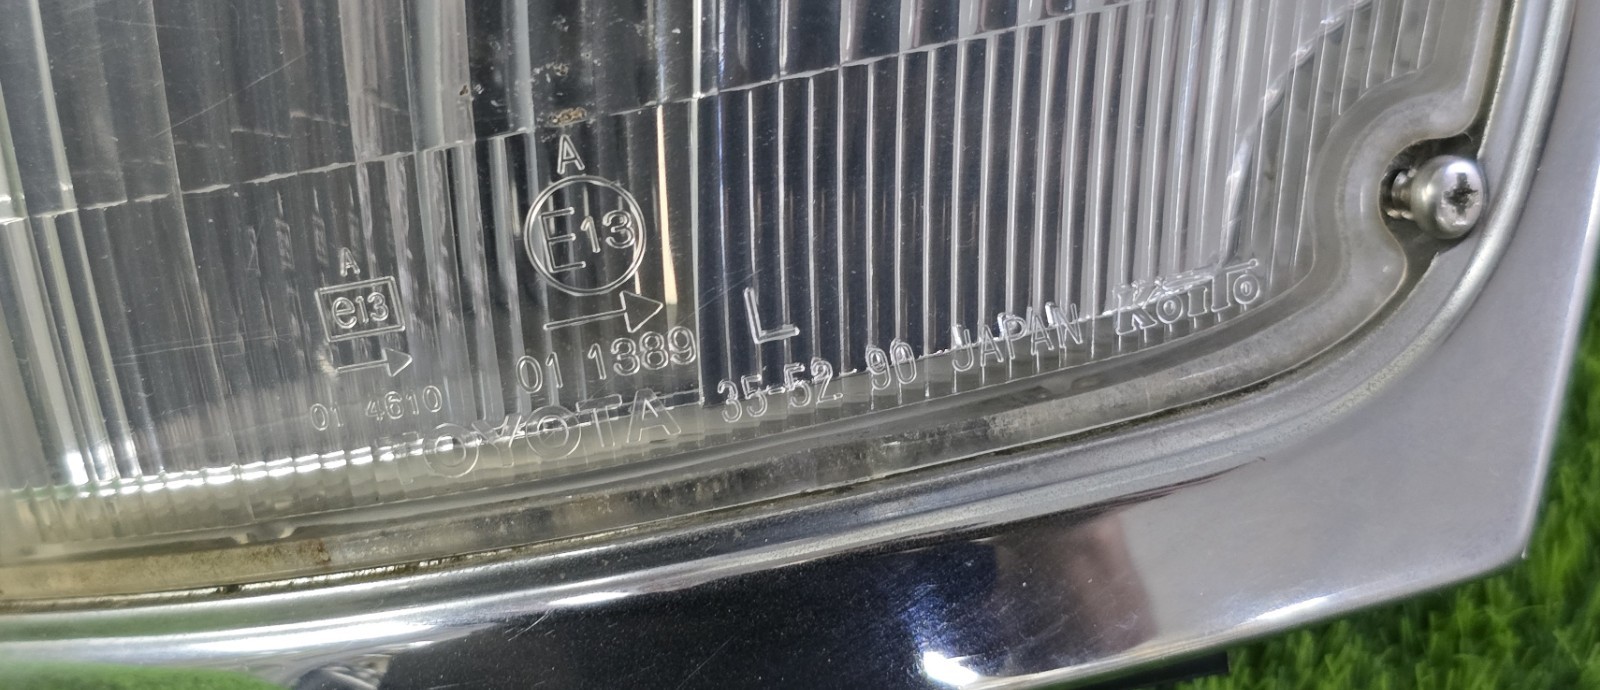 A
E13
01 1389
A
e13
01 4610
TOYOTA
L
35-52 90 JAPAN KOITO